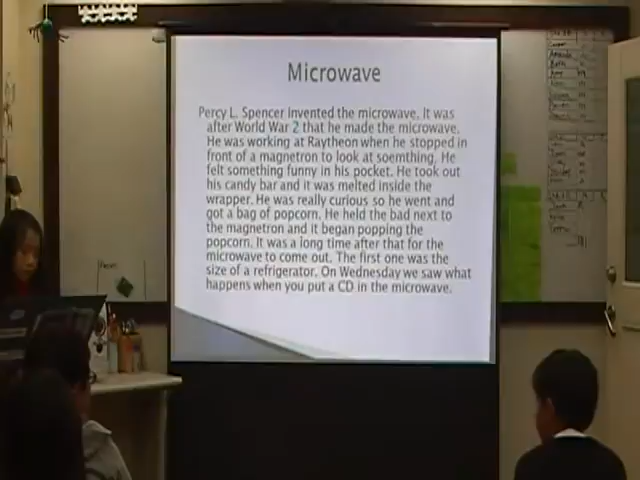 Microwave
Percy L. Spencer invented the microwave. It was
after World War 2 that he made the microwave.
He was working at Raytheon when he stopped in
front of a magnetron to look at soemthing. He
felt something funny in his pocket. He took out
his candy bar and it was melted inside the
wrapper. He was really curious so he went and
got a bag of popcorn. He held the bad next to
the magnetron and it began popping the
popcorn. It was a long time after that for the
microwave to come out. The first one was the
size of a refrigerator. On Wednesday we saw what
happens when you put a CD in the microwave.